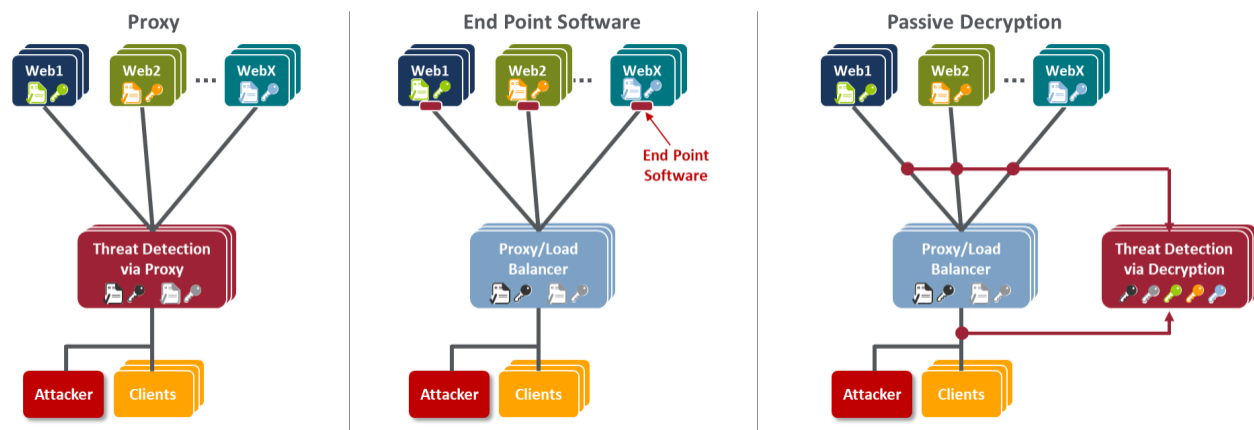 Proxy
Web1
Web2
...
WebX
Threat Detection
via Proxy
Attacker
Clients
End Point Software
Web1
Web2
...
WebX
End Point
Software
Proxy/Load
Balancer
Attacker
Clients
Passive Decryption
Web1
Web2
...
WebX
Proxy/Load
Balancer
Threat Detection
via Decryption
Attacker
Clients